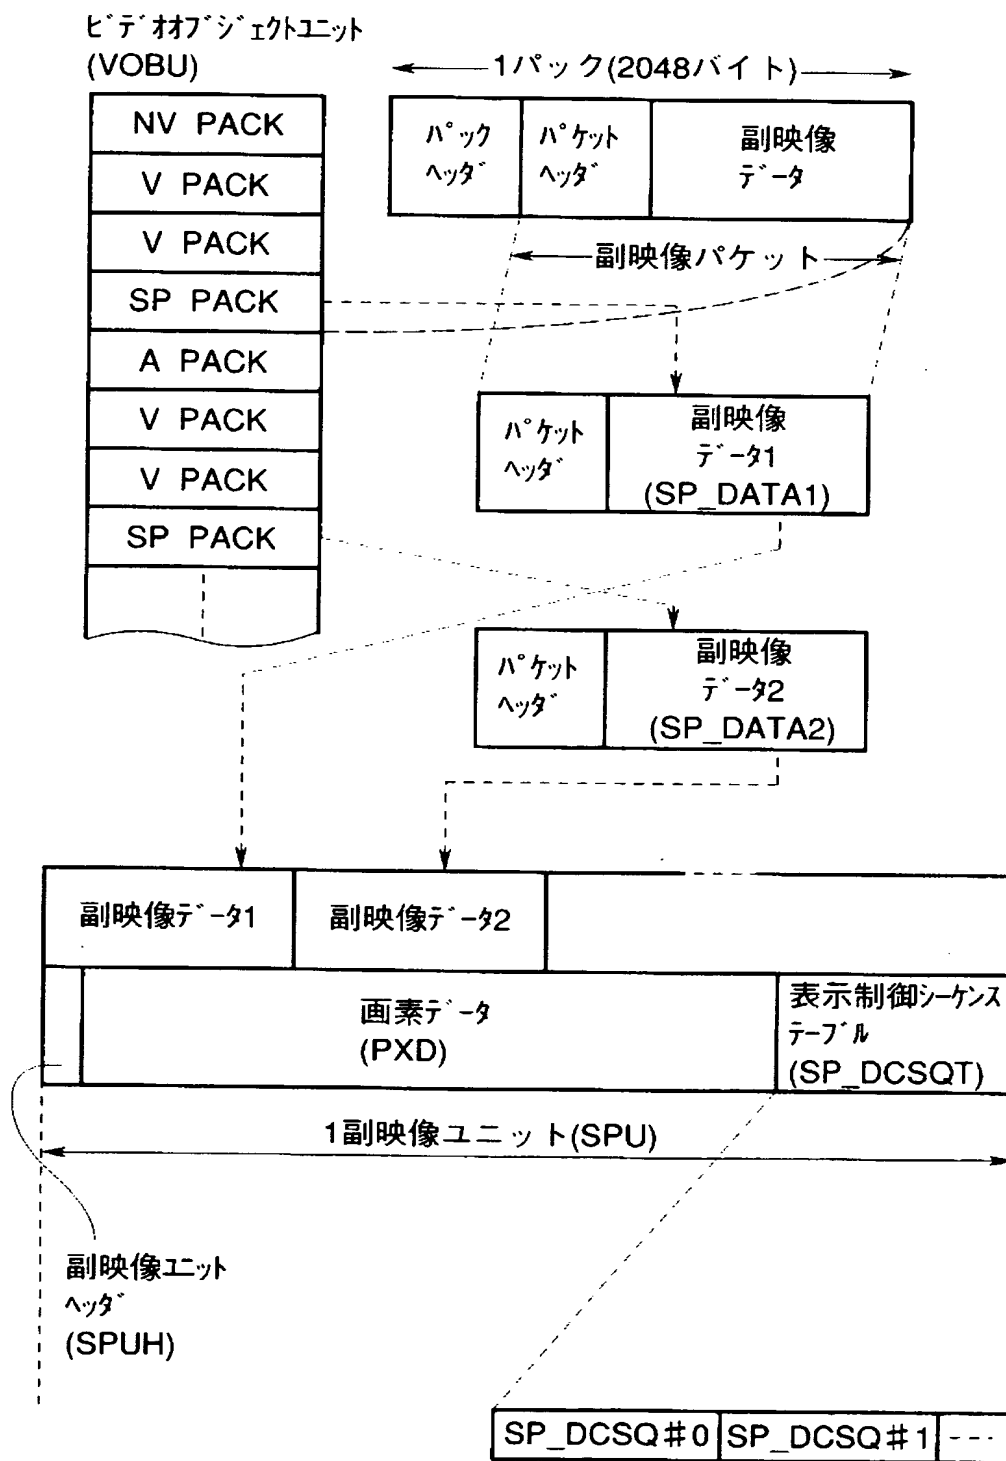 ビデオオブジェクトユニット
(VOBU)
1パック(2048バイト)
NV PACK
V PACK
V PACK
SP PACK
A PACK
V PACK
V PACK
SP PACK
パック
ヘッダ
パケット
ヘッダ
副映像
データ
副映像パケット
パケット
ヘッダ
副映像
データ1
(SP_DATA1)
パケット
ヘッダ
副映像
データ2
(SP_DATA2)
副映像データ1
副映像データ2
画素データ
(PXD)
表示制御シーケンス
テーブル
(SP_DCSQT)
1副映像ユニット(SPU)
副映像ユニット
ヘッダ
(SPUH)
SP_DCSQ#0
SP_DCSQ#1